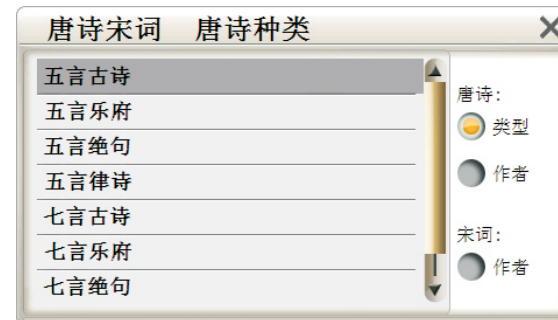 唐诗宋词 唐诗种类
五言古诗
五言乐府
五言绝句
五言律诗
七言古诗
七言乐府
七言绝句
唐诗:
类型
作者
宋词:
作者